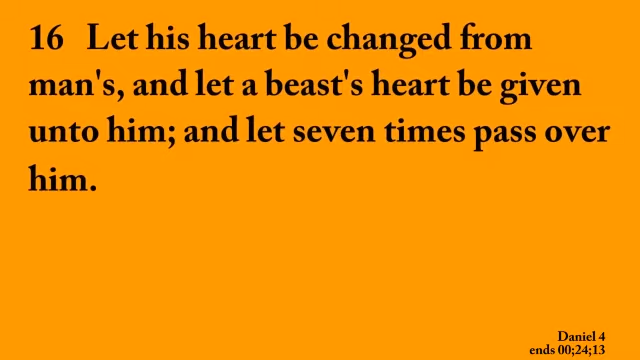 16 Let his heart be changed from
man's, and let a beast's heart be given
unto him; and let seven times pass over
him.
Daniel 4
ends 00;24;13